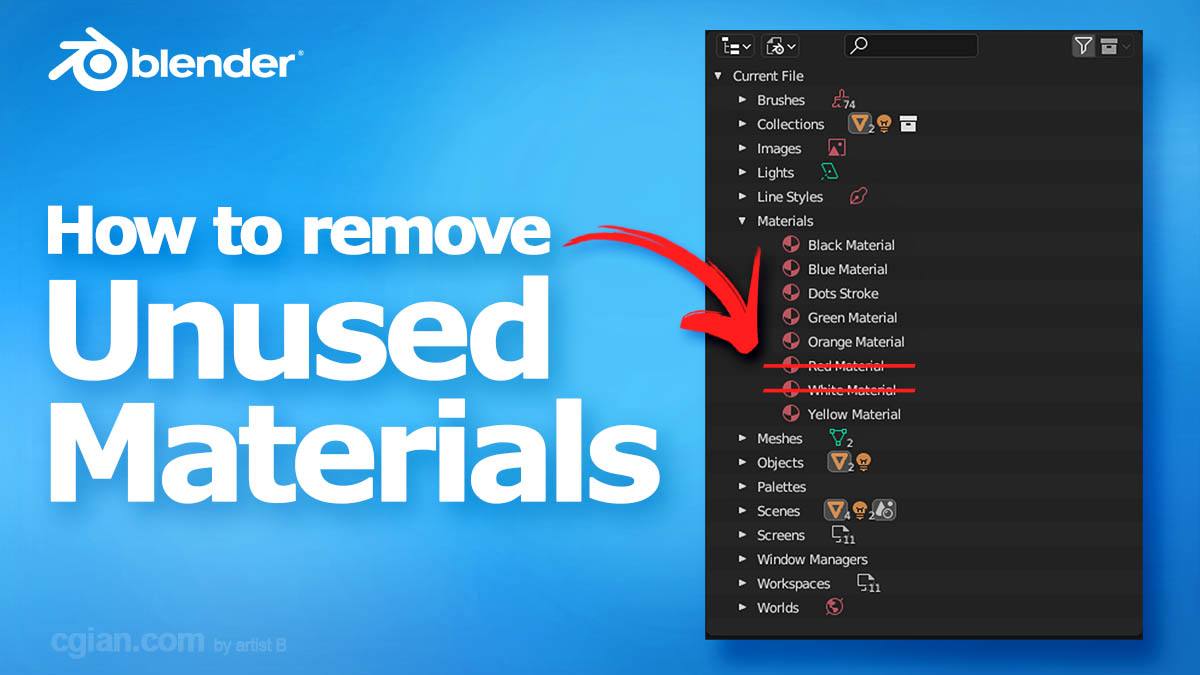 blender®
How to remove
Unused
Materials
cgian.com by artist B
Current File
Brushes 74
Collections 2
Images
Lights
Line Styles
Materials
Black Material
Blue Material
Dots Stroke
Green Material
Orange Material
Red Material
White Material
Yellow Material
Meshes 2
Objects 2
Palettes
Scenes 4 2
Screens 11
Window Managers
Workspaces 11
Worlds